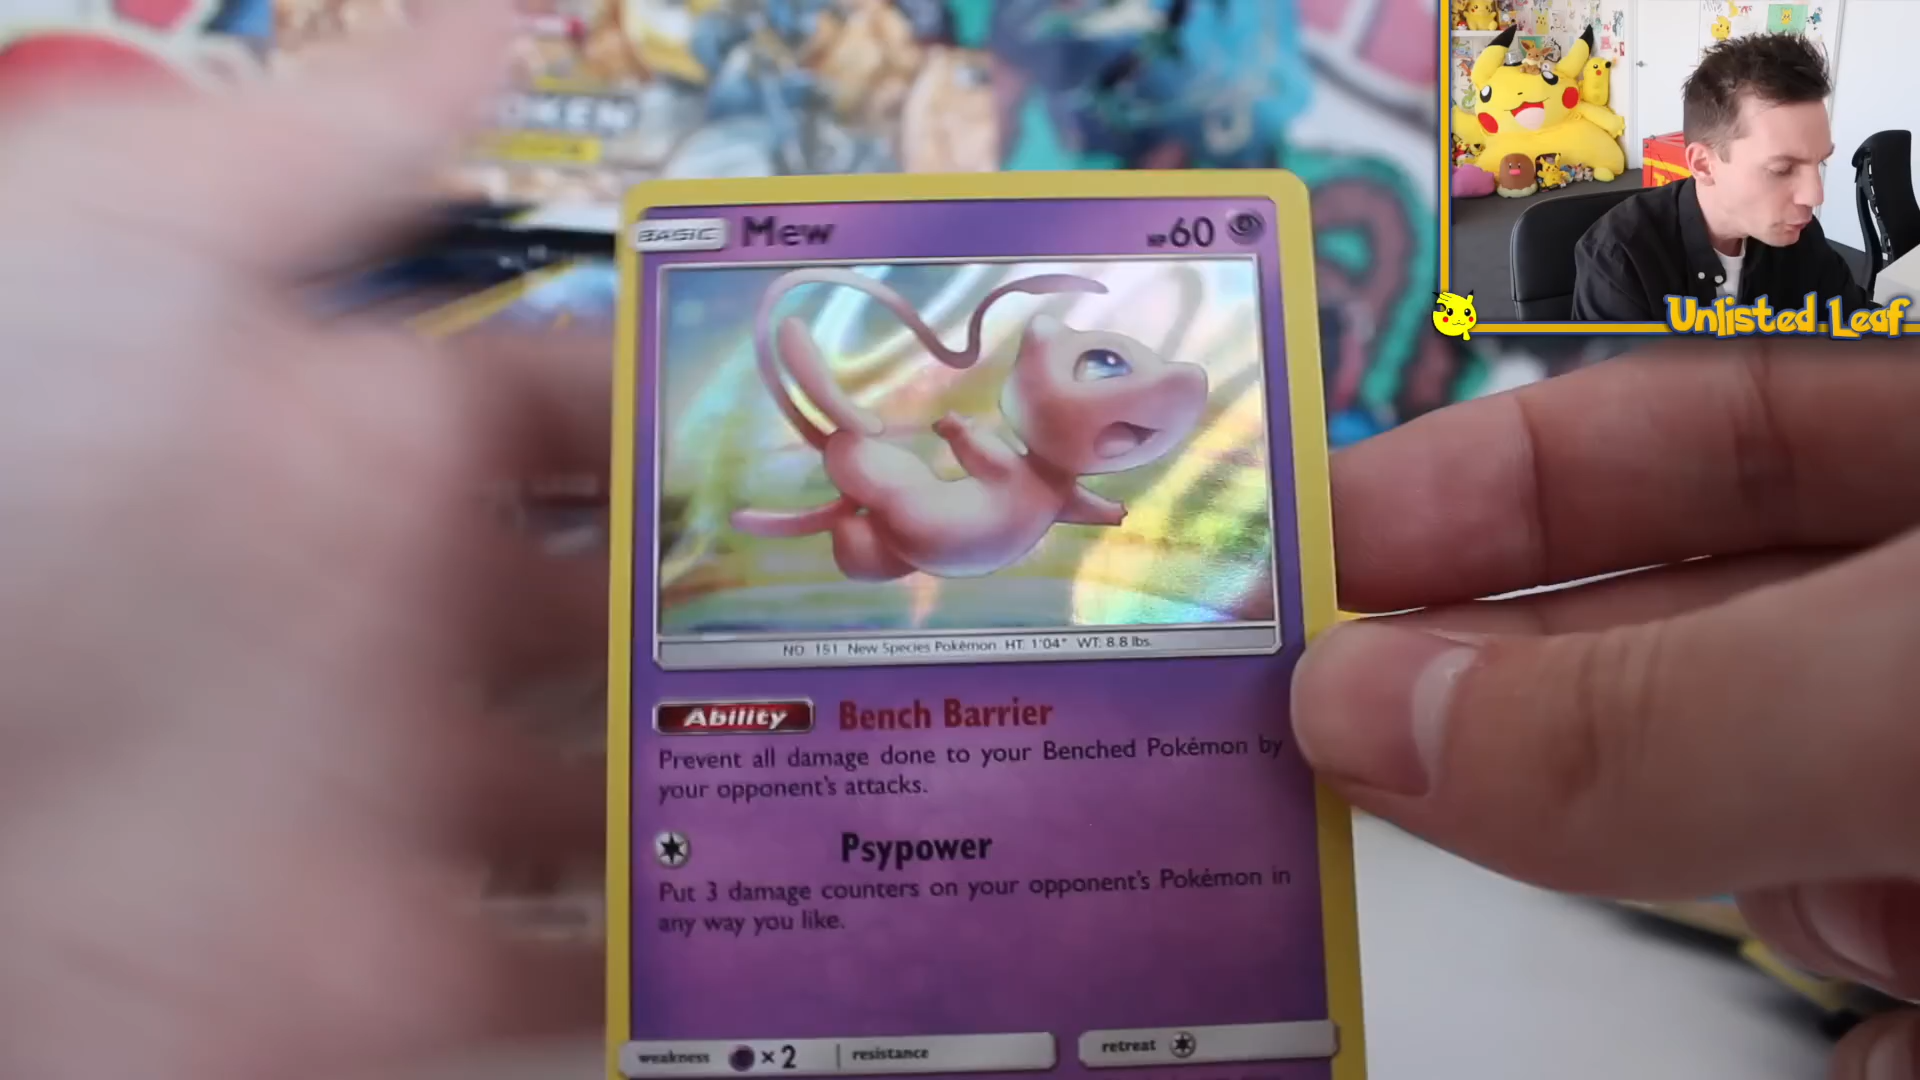 OKEN
BASIC Mew HP60
NO. 151 New Species Pokémon HT: 1'04" WT: 8.8 lbs.
Ability Bench Barrier
Prevent all damage done to your Benched Pokémon by
your opponent's attacks.
Psypower
Put 3 damage counters on your opponent's Pokémon in
any way you like.
weakness ×2 resistance retreat
Unlisted Leaf